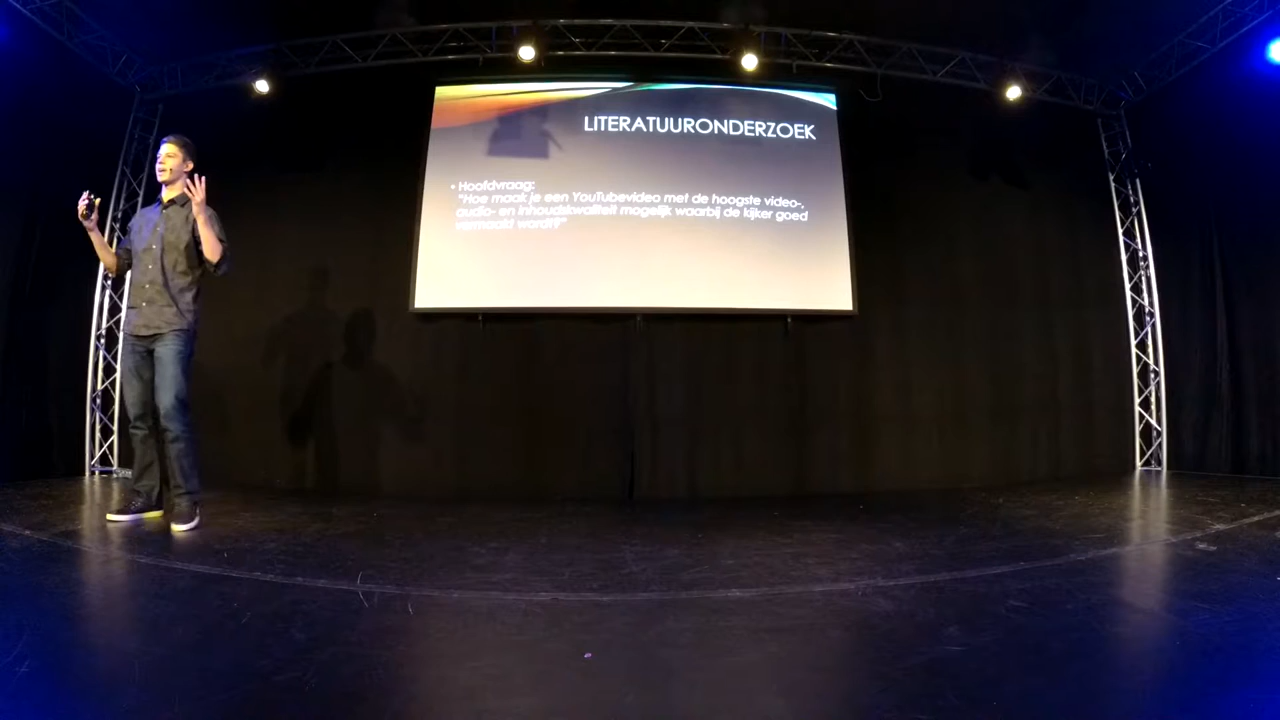 LITERATUURONDERZOEK
• Hoofdvraag:
"Hoe maak je een YouTubevideo met de hoogste video-,
audio- en inhoudskwaliteit mogelijk waarbij de kijker goed
vermaakt wordt?"